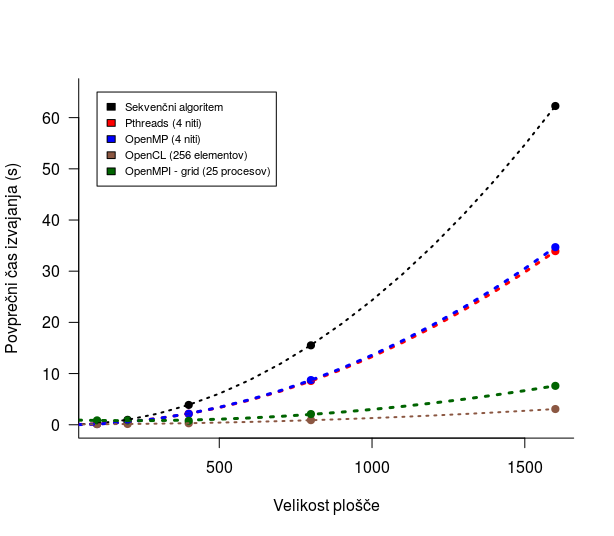 Sekvenčni algoritem
Pthreads (4 niti)
OpenMP (4 niti)
OpenCL (256 elementov)
OpenMPI - grid (25 procesov)
Povprečni čas izvajanja (s)
60
50
40
30
20
10
0
500 1000 1500
Velikost plošče